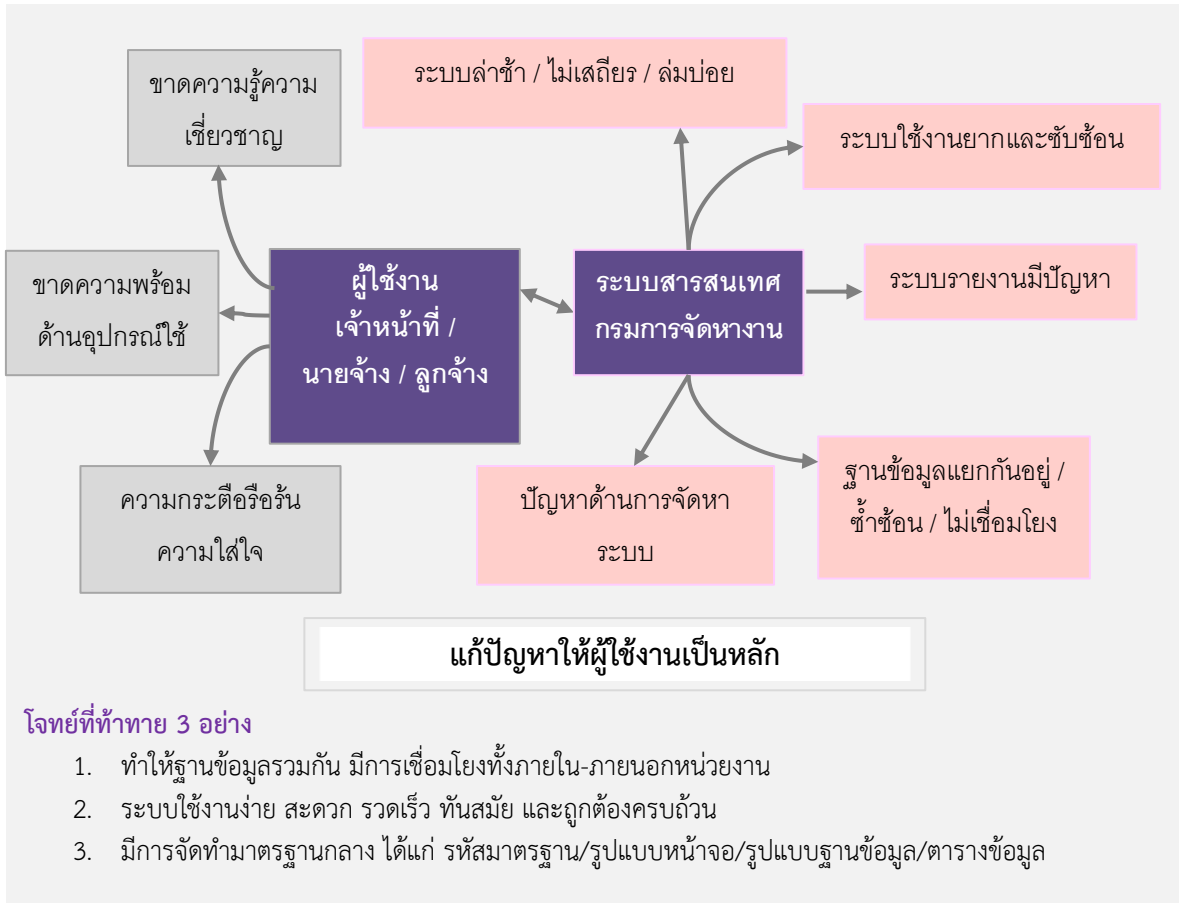 ขาดความรู้ความ
เชี่ยวชาญ
ระบบล่าช้า / ไม่เสถียร / ล่มบ่อย
ระบบใช้งานยากและซับซ้อน
ขาดความพร้อม
ด้านอุปกรณ์ใช้
ผู้ใช้งาน
เจ้าหน้าที่ /
นายจ้าง / ลูกจ้าง
ระบบสารสนเทศ
กรมการจัดหางาน
ระบบรายงานมีปัญหา
ความกระตือรือร้น
ความใส่ใจ
ปัญหาด้านการจัดหา
ระบบ
ฐานข้อมูลแยกกันอยู่ /
ซ้ำซ้อน / ไม่เชื่อมโยง
แก้ปัญหาให้ผู้ใช้งานเป็นหลัก
โจทย์ที่ท้าทาย 3 อย่าง
1. ทำให้ฐานข้อมูลรวมกัน มีการเชื่อมโยงทั้งภายใน-ภายนอกหน่วยงาน
2. ระบบใช้งานง่าย สะดวก รวดเร็ว ทันสมัย และถูกต้องครบถ้วน
3. มีการจัดทำมาตรฐานกลาง ได้แก่ รหัสมาตรฐาน/รูปแบบหน้าจอ/รูปแบบฐานข้อมูล/ตารางข้อมูล